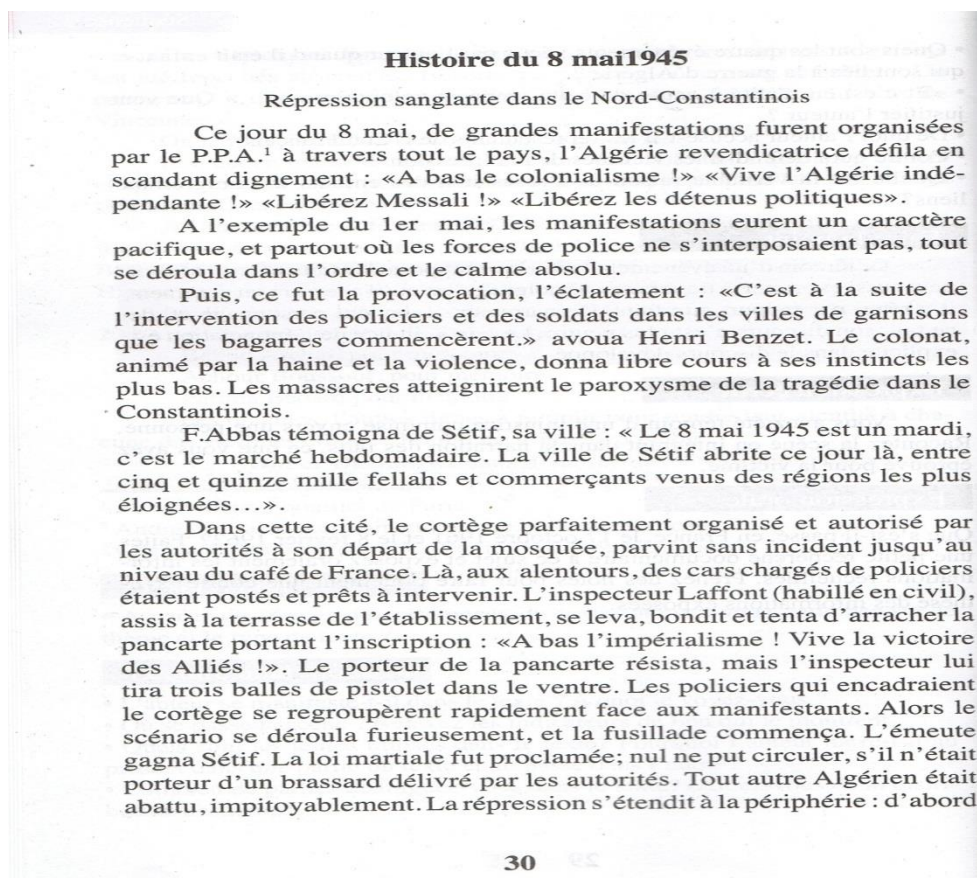 Histoire du 8 mai1945
Répression sanglante dans le Nord-Constantinois
Ce jour du 8 mai, de grandes manifestations furent organisées
par le P.P.A.¹ à travers tout le pays, l’Algérie revendicatrice défila en
scandant dignement : «A bas le colonialisme !» «Vive l’Algérie indé-
pendante !» «Libérez Messali !» «Libérez les détenus politiques».
A l’exemple du 1er mai, les manifestations eurent un caractère
pacifique, et partout où les forces de police ne s’interposaient pas, tout
se déroula dans l’ordre et le calme absolu.
Puis, ce fut la provocation, l’éclatement : «C’est à la suite de
l’intervention des policiers et des soldats dans les villes de garnisons
que les bagarres commencèrent.» avoua Henri Benzet. Le colonat,
animé par la haine et la violence, donna libre cours à ses instincts les
plus bas. Les massacres atteignirent le paroxysme de la tragédie dans le
Constantinois.
F.Abbas témoigna de Sétif, sa ville : « Le 8 mai 1945 est un mardi,
c’est le marché hebdomadaire. La ville de Sétif abrite ce jour là, entre
cinq et quinze mille fellahs et commerçants venus des régions les plus
éloignées…».
Dans cette cité, le cortège parfaitement organisé et autorisé par
les autorités à son départ de la mosquée, parvint sans incident jusqu’au
niveau du café de France. Là, aux alentours, des cars chargés de policiers
étaient postés et prêts à intervenir. L’inspecteur Laffont (habillé en civil),
assis à la terrasse de l’établissement, se leva, bondit et tenta d’arracher la
pancarte portant l’inscription : «A bas l’impérialisme ! Vive la victoire
des Alliés !». Le porteur de la pancarte résista, mais l’inspecteur lui
tira trois balles de pistolet dans le ventre. Les policiers qui encadraient
le cortège se regroupèrent rapidement face aux manifestants. Alors le
scénario se déroula furieusement, et la fusillade commença. L’émeute
gagna Sétif. La loi martiale fut proclamée; nul ne put circuler, s’il n’était
porteur d’un brassard délivré par les autorités. Tout autre Algérien était
abattu, impitoyablement. La répression s’étendit à la périphérie : d’abord
30